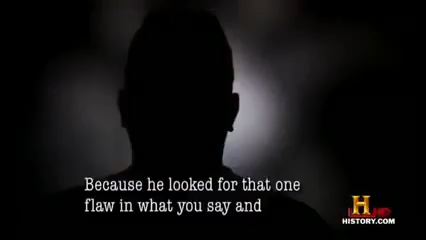 Because he looked for that one
flaw in what you say and
H
HISTORY.COM